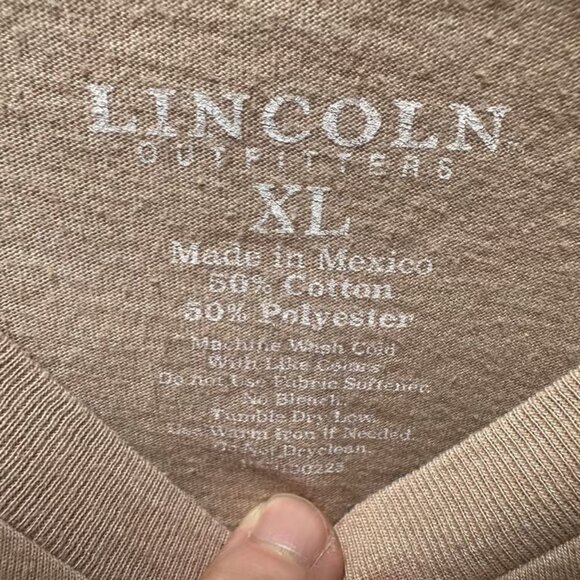 LINCOLN
OUTFITTERS
XL
Made in Mexico
50% Cotton
50% Polyester
Machine Wash Cold
With Like Colors
Do not Use Fabric Softener.
No Bleach.
Tumble Dry Low.
Use Warm Iron if Needed.
Do Not Dryclean.